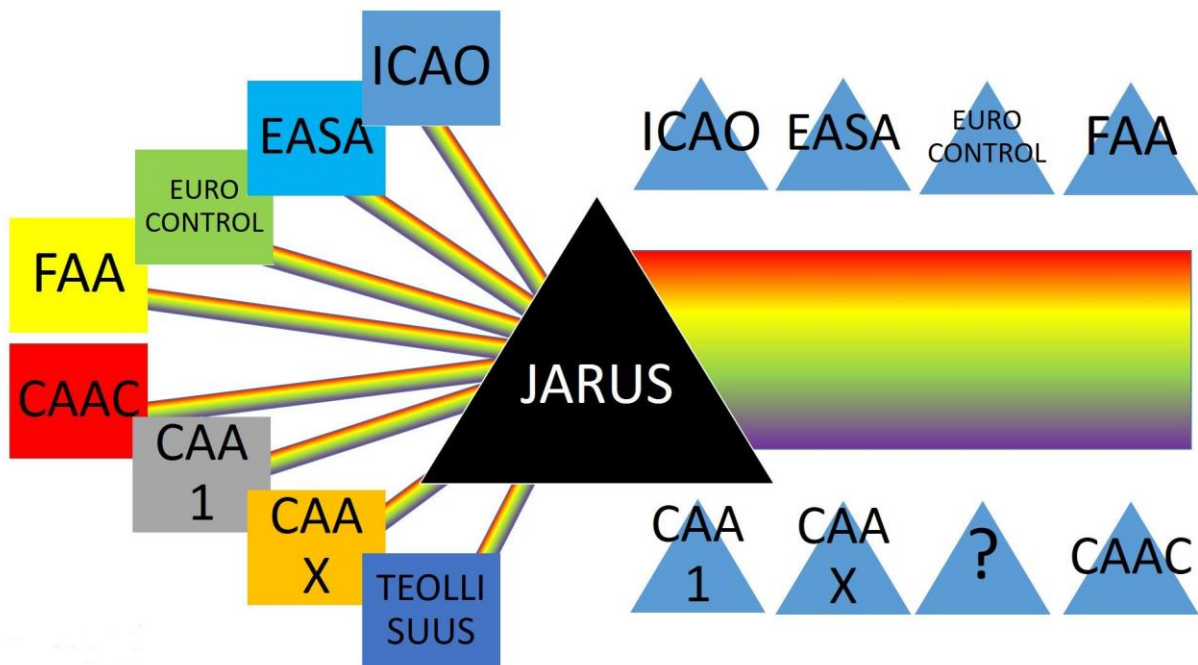 ICAO
EASA
EURO
CONTROL
FAA
CAAC
CAA
1
CAA
X
TEOLLI
SUUS
JARUS
ICAO
EASA
EURO
CONTROL
FAA
CAA
1
CAA
X
?
CAAC